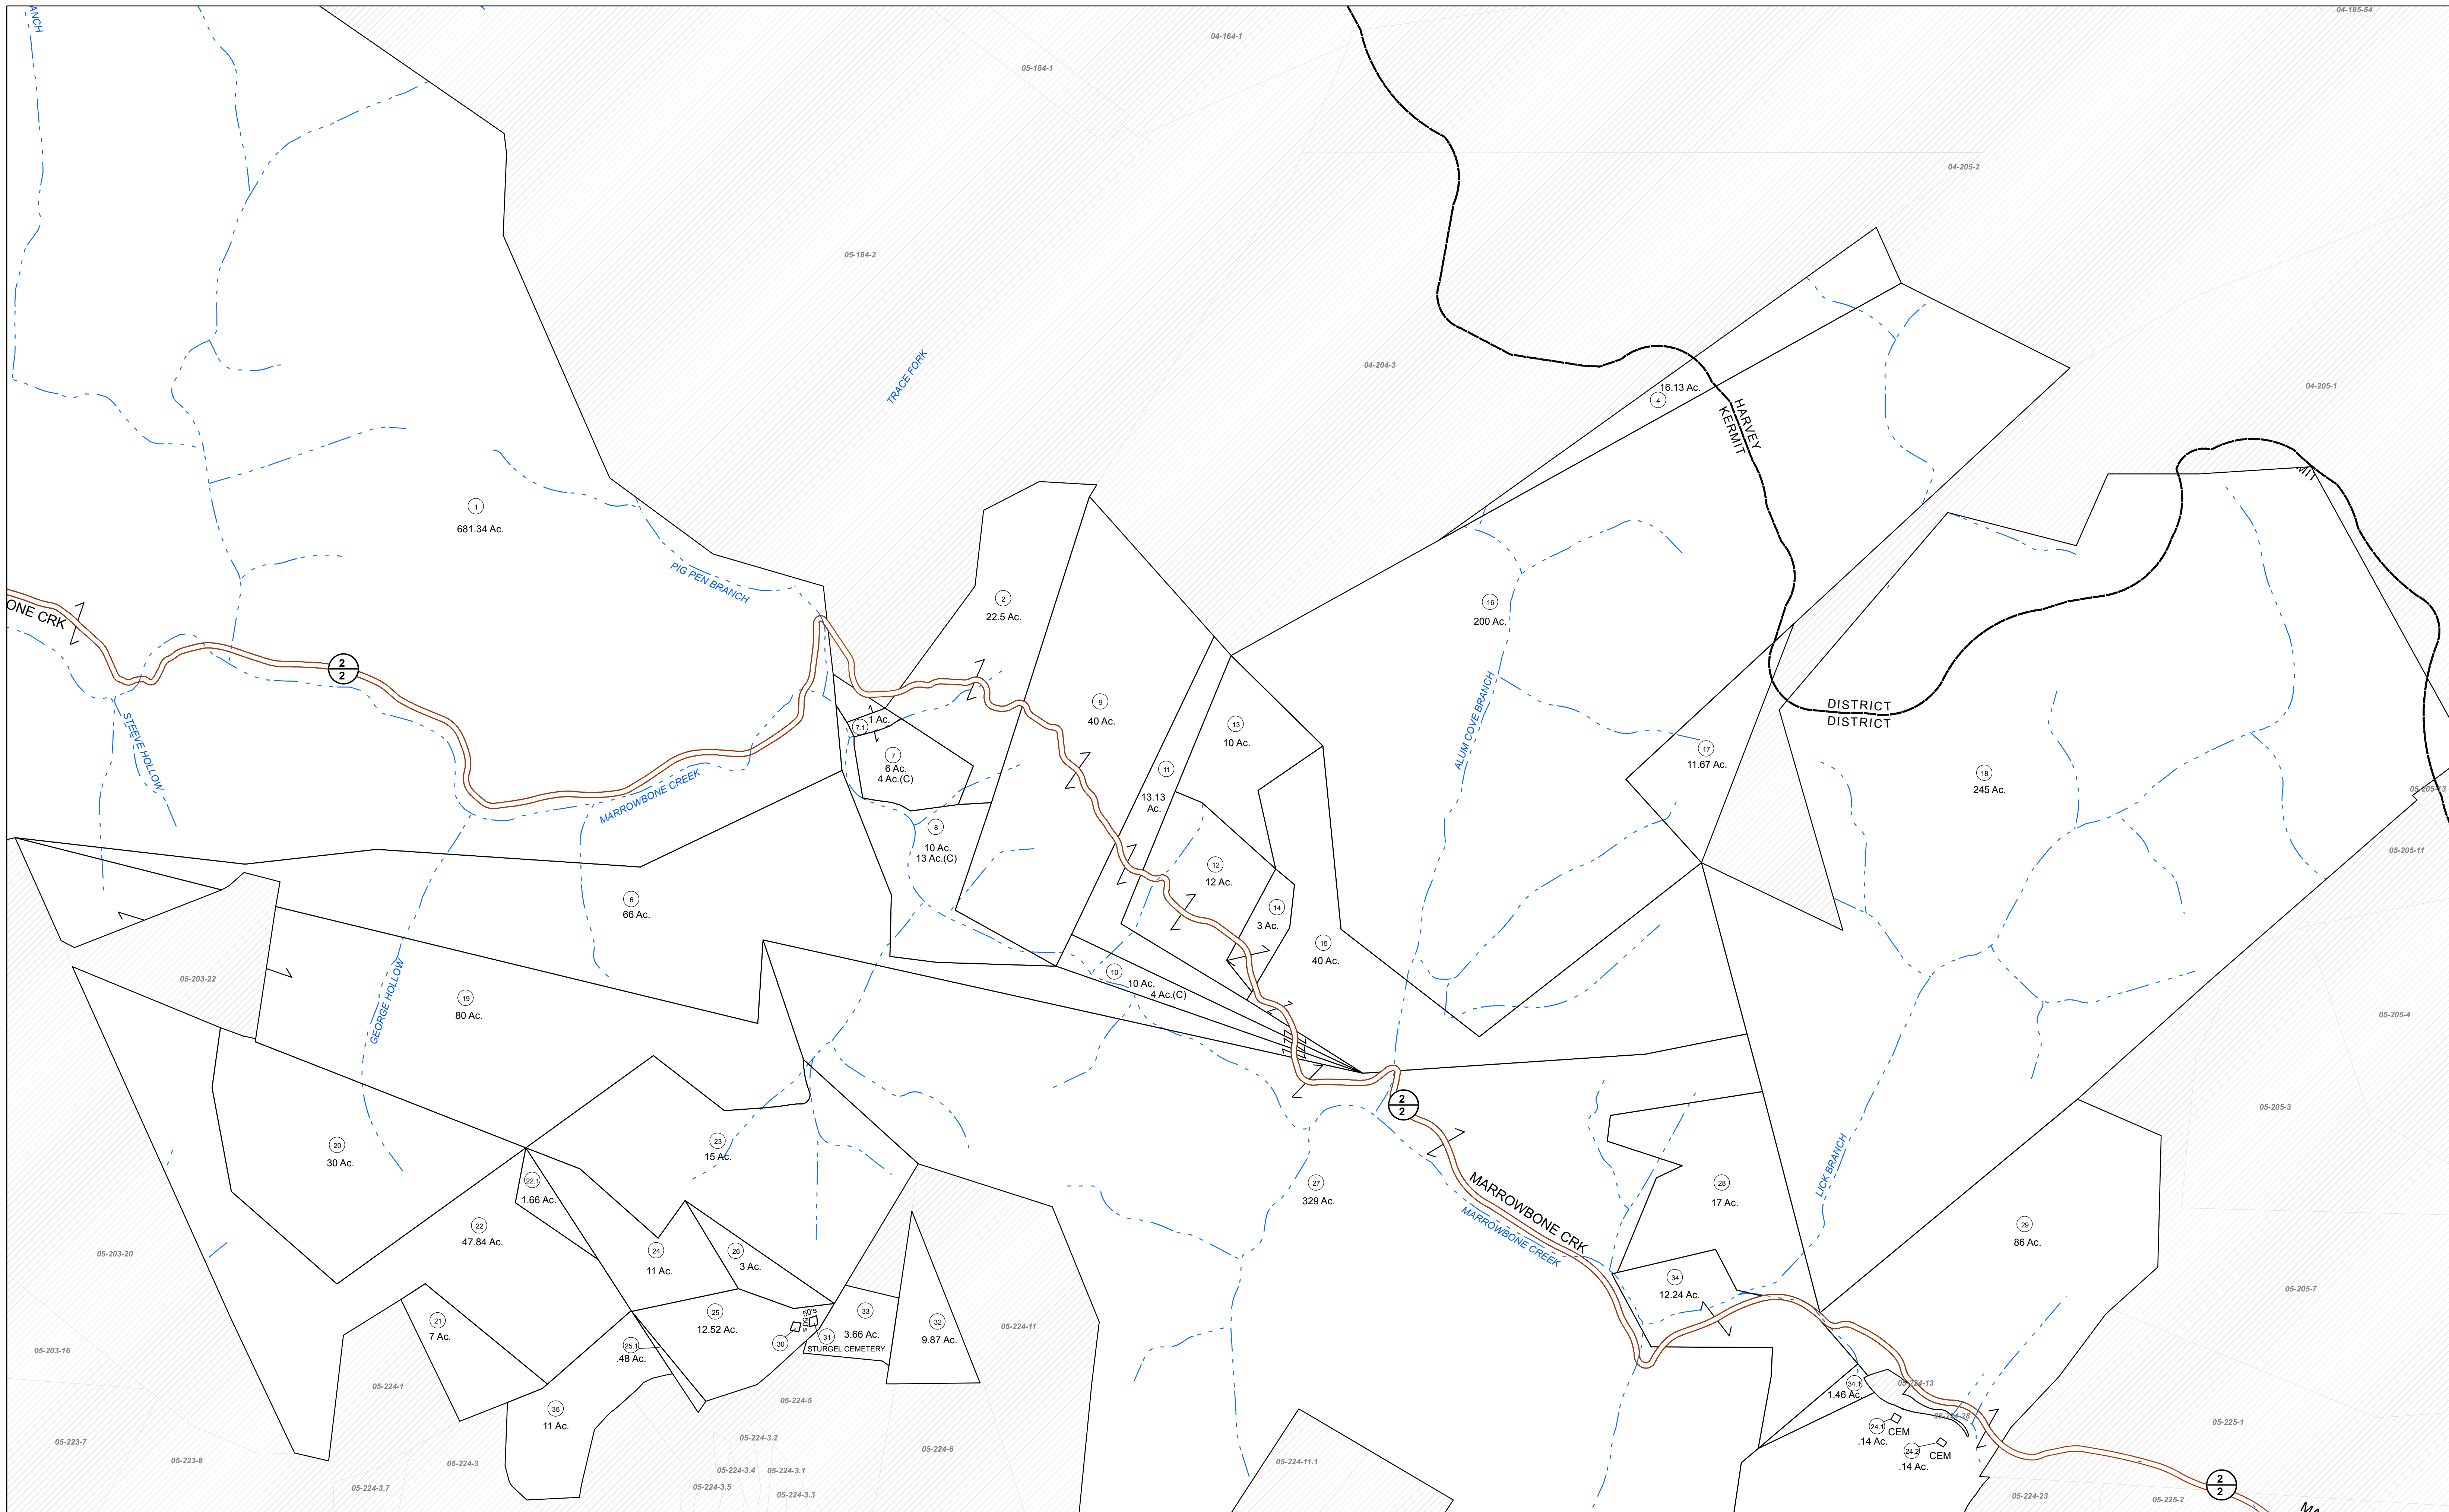 ANCH
04-185-54
04-164-1
05-184-1
04-205-2
05-184-2
04-204-3
TRACE FORK
04-205-1
16.13 Ac.
4
HARVEY
KERMIT
MIT
1
681.34 Ac.
PIG PEN BRANCH
2
22.5 Ac.
16
200 Ac.
ONE CRK
2
2
STEEVE HOLLOW
MARROWBONE CREEK
7.1
1 Ac.
7
6 Ac.
4 Ac.(C)
9
40 Ac.
13
10 Ac.
ALUM COVE BRANCH
DISTRICT
DISTRICT
17
11.67 Ac.
18
245 Ac.
05-205-13
11
13.13
Ac.
8
10 Ac.
13 Ac.(C)
05-205-11
12
12 Ac.
6
66 Ac.
14
3 Ac.
15
40 Ac.
05-203-22
10
10 Ac.
4 Ac.(C)
19
80 Ac.
GEORGE HOLLOW
05-205-4
2
2
05-205-3
20
30 Ac.
23
15 Ac.
22.1
1.66 Ac.
27
329 Ac.
MARROWBONE CRK
MARROWBONE CREEK
28
17 Ac.
LICK BRANCH
22
47.84 Ac.
24
11 Ac.
26
3 Ac.
29
86 Ac.
05-203-20
34
12.24 Ac.
05-205-7
21
7 Ac.
25
12.52 Ac.
50's
50's
30
31
33
3.66 Ac.
STURGEL CEMETERY
32
9.87 Ac.
05-224-11
05-203-16
25.1
.48 Ac.
05-224-1
05-224-5
34.1
1.46 Ac.
05-224-13
35
11 Ac.
05-224-38
24.1
CEM
.14 Ac.
24.2
CEM
.14 Ac.
05-225-1
05-223-7
05-223-8
05-224-3
05-224-3.2
05-224-6
05-224-11.1
05-224-3.4
05-224-3.1
05-224-3.7
05-224-3.5
05-224-3.3
05-224-23
05-225-2
2
2
MA